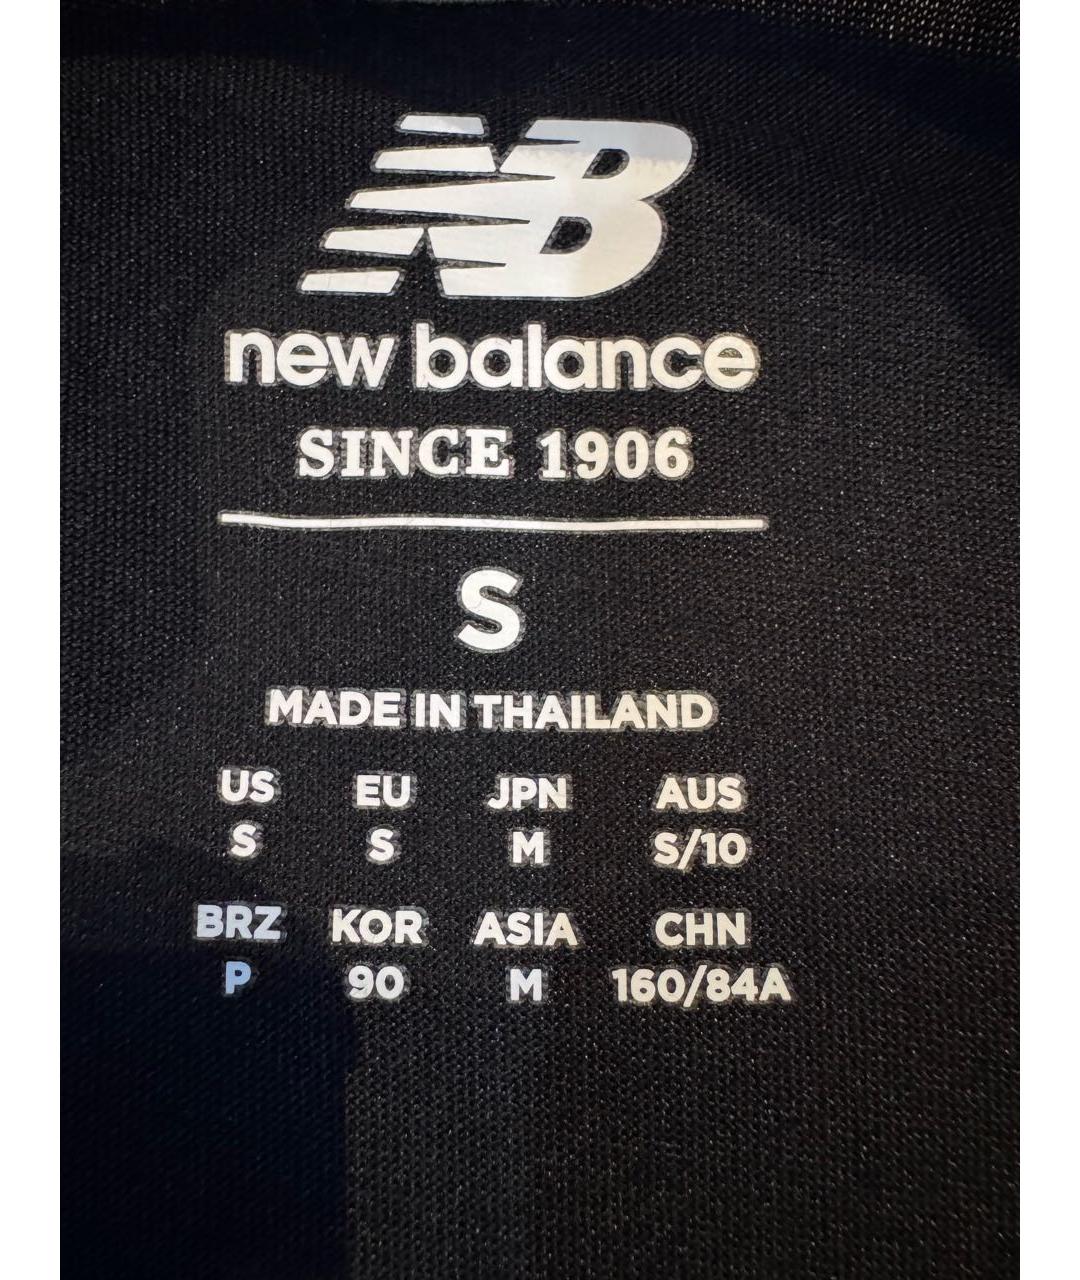 NB
new balance
SINCE 1906
S
MADE IN THAILAND
US EU JPN AUS
S S M S/10
BRZ KOR ASIA CHN
P 90 M 160/84A